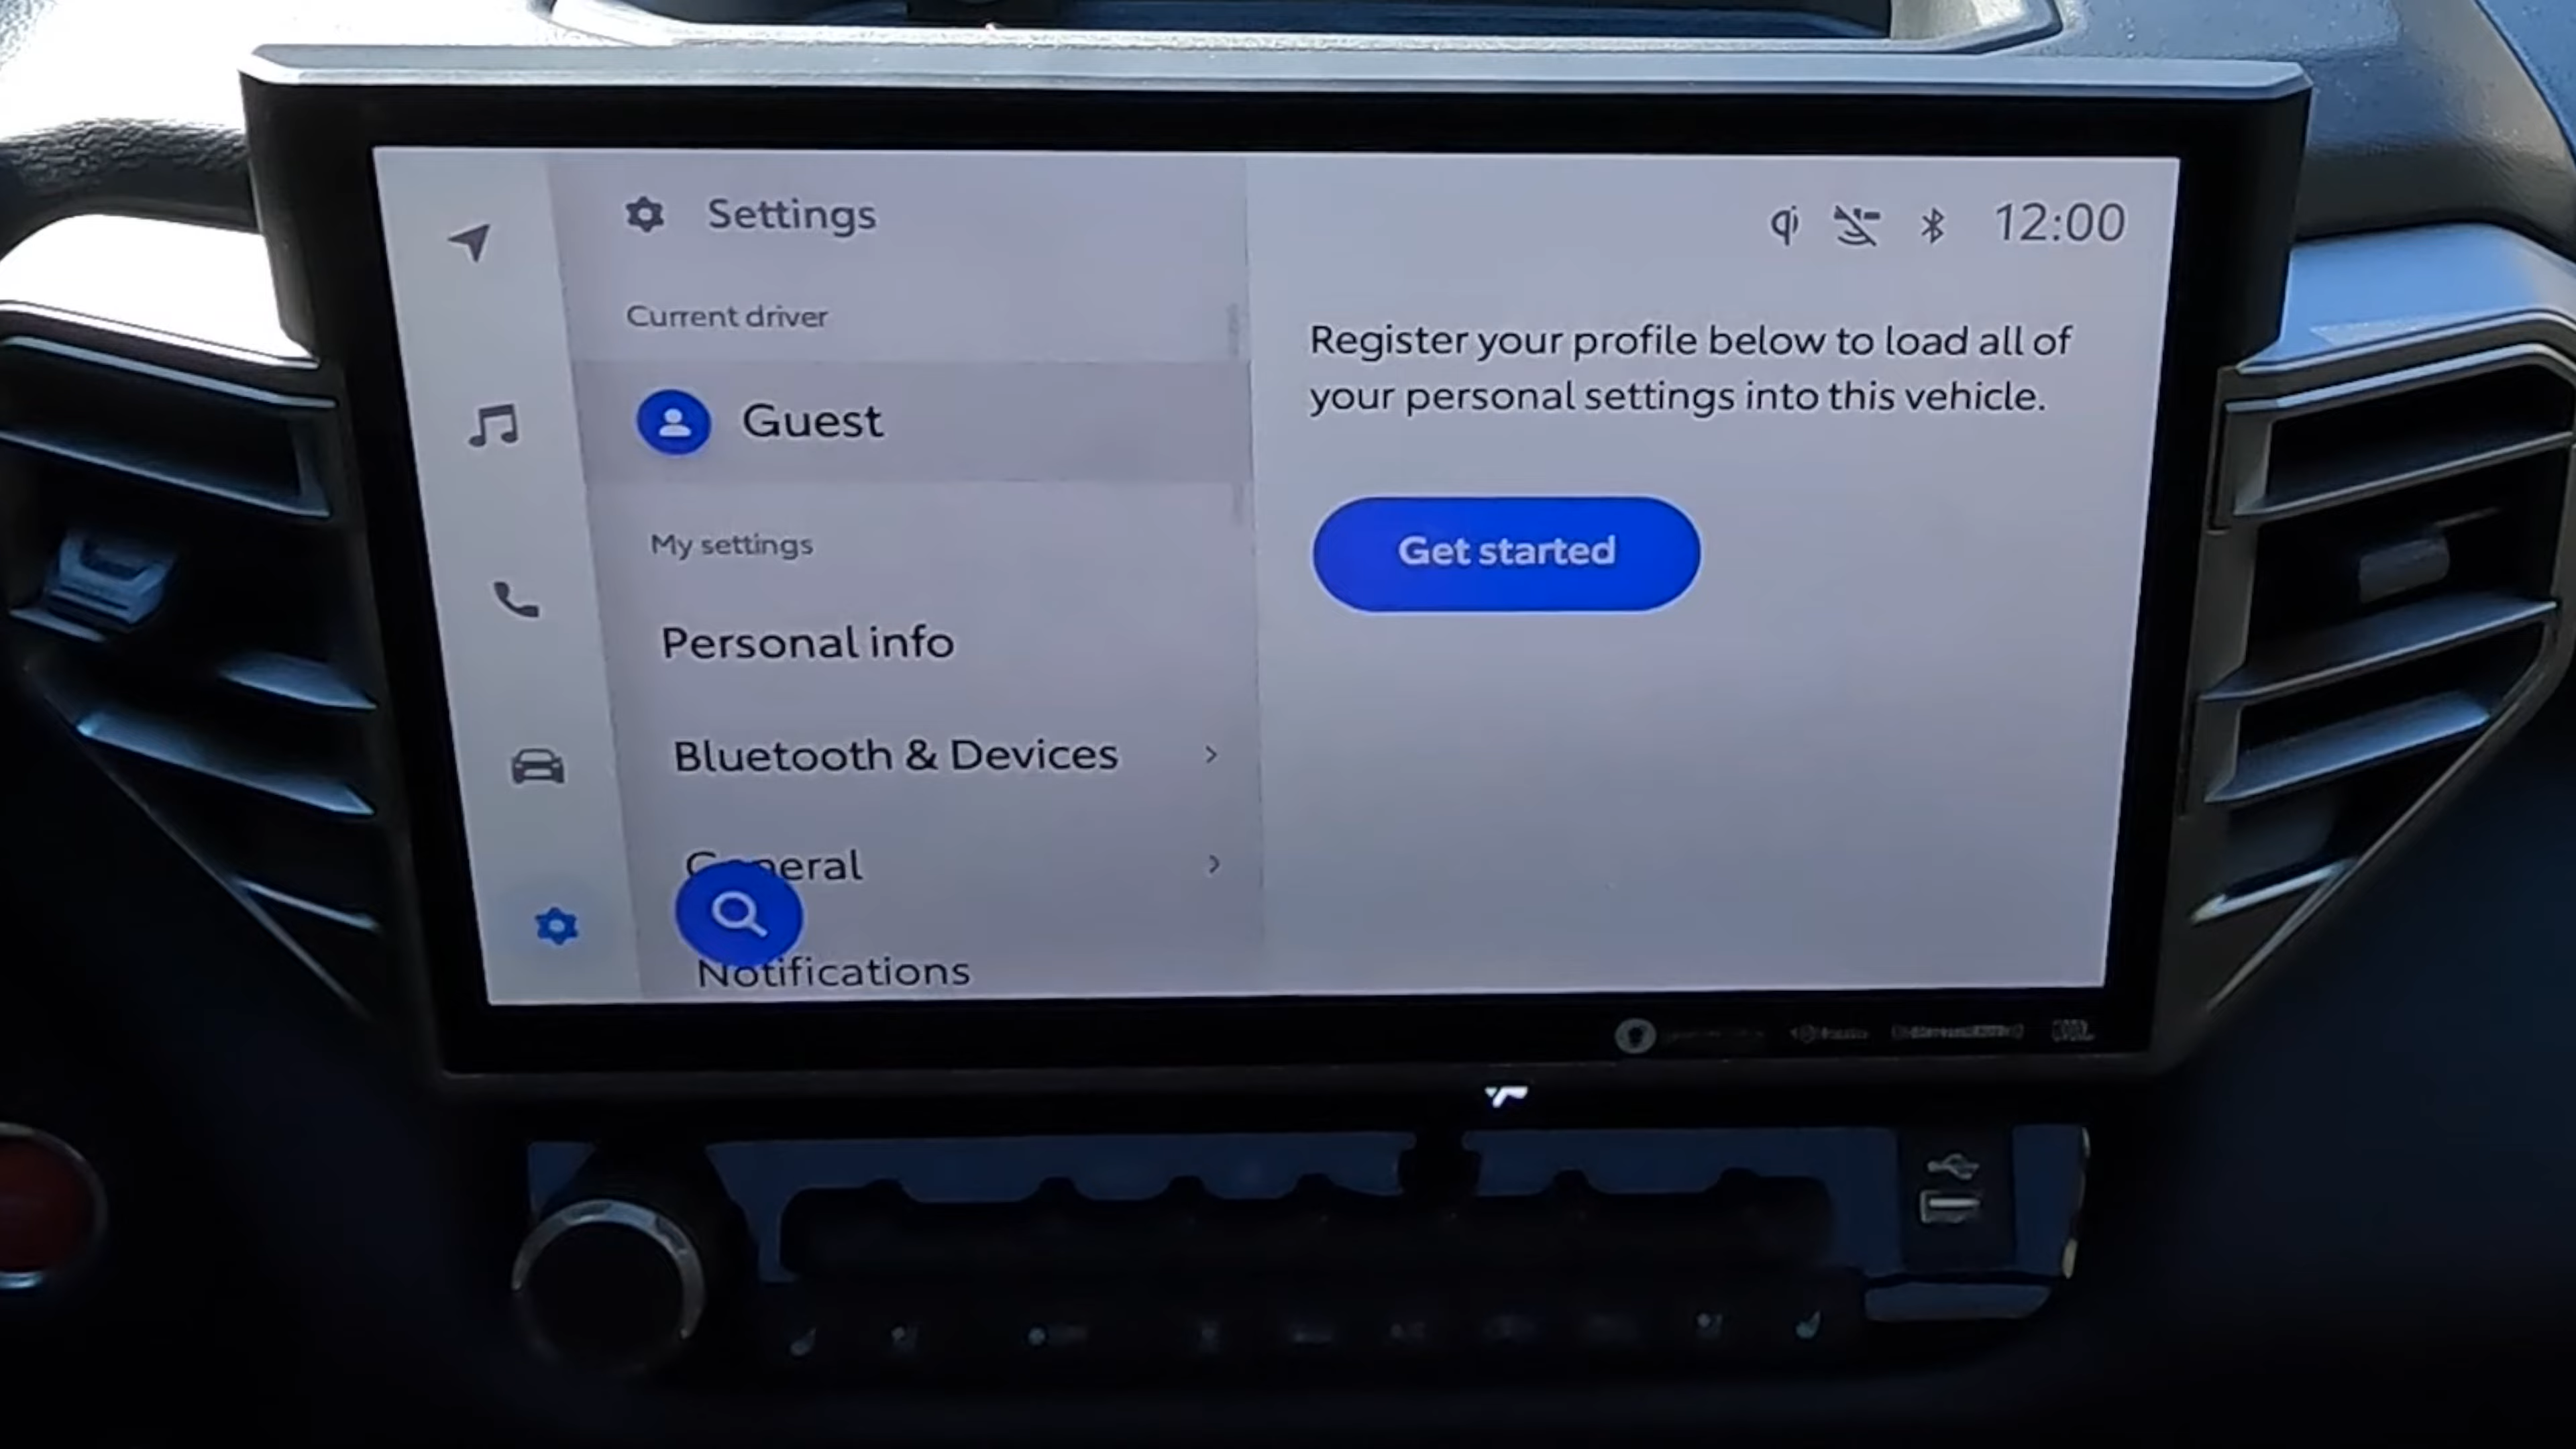 Settings
12:00
Current driver
Guest
My settings
Personal info
Bluetooth & Devices
General
Notifications
Register your profile below to load all of
your personal settings into this vehicle.
Get started